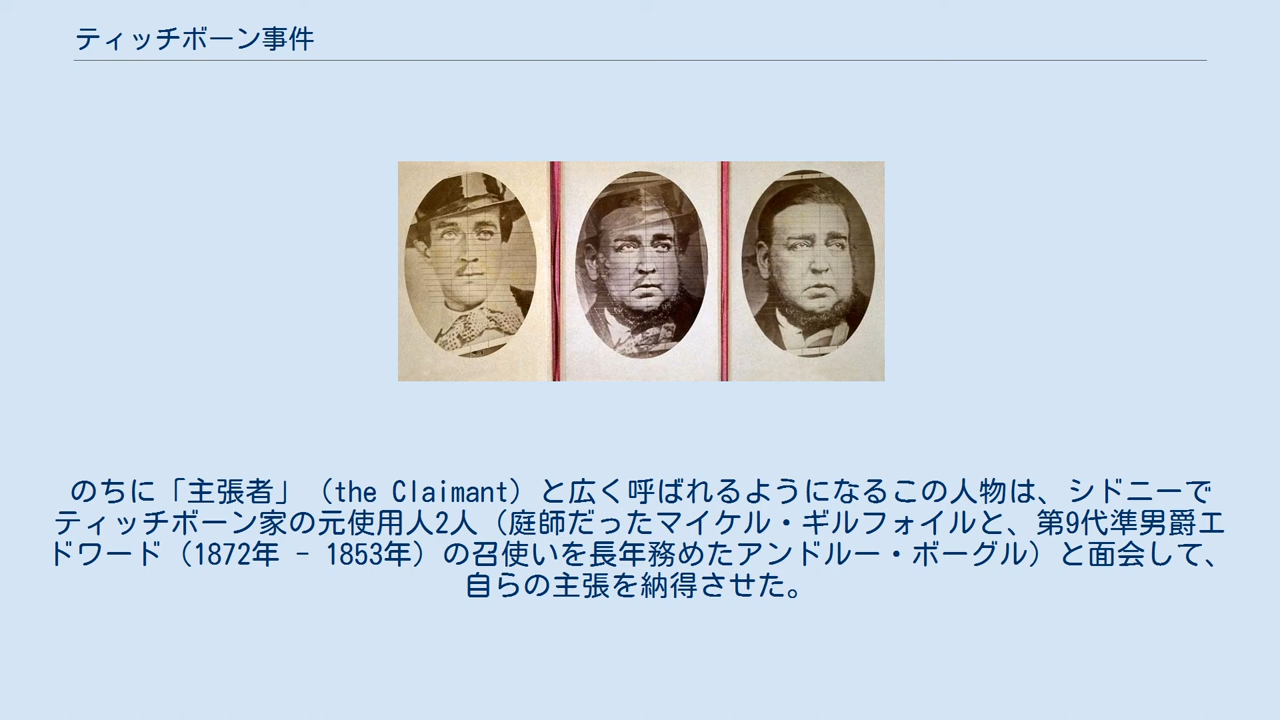 ティッチボーン事件
のちに「主張者」（the Claimant）と広く呼ばれるようになるこの人物は、シドニーで
ティッチボーン家の元使用人2人（庭師だったマイケル・ギルフォイルと、第9代準男爵エ
ドワード（1872年 - 1853年）の召使いを長年務めたアンドルー・ボーグル）と面会して、
自らの主張を納得させた。